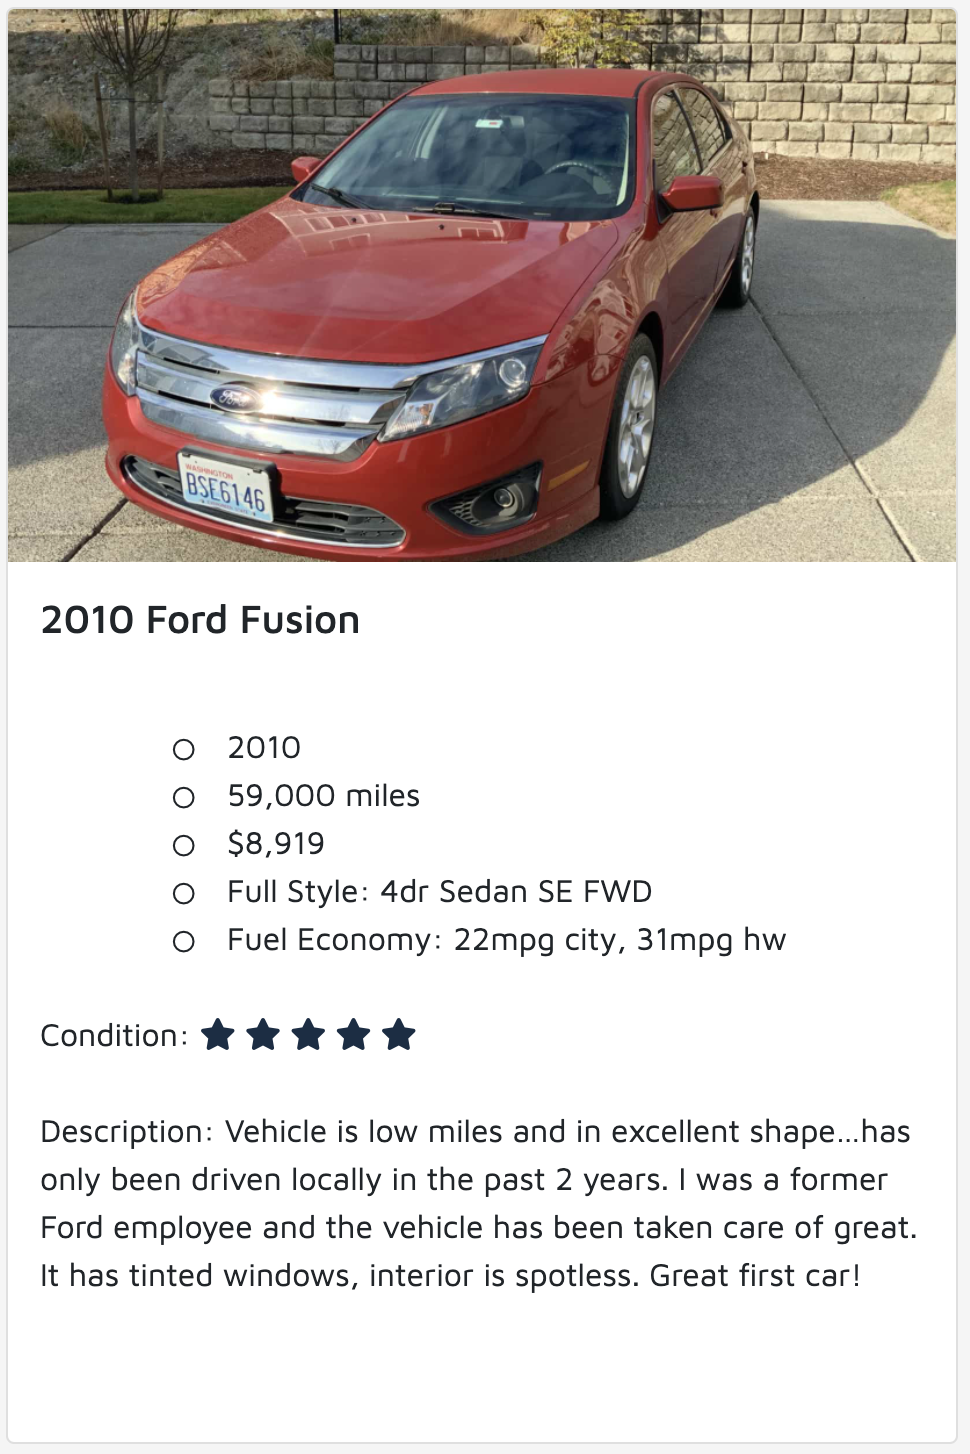 Ford
WASHINGTON
BSE6146
2010 Ford Fusion
2010
59,000 miles
$8,919
Full Style: 4dr Sedan SE FWD
Fuel Economy: 22mpg city, 31mpg hw
Condition:
Description: Vehicle is low miles and in excellent shape...has
only been driven locally in the past 2 years. I was a former
Ford employee and the vehicle has been taken care of great.
It has tinted windows, interior is spotless. Great first car!